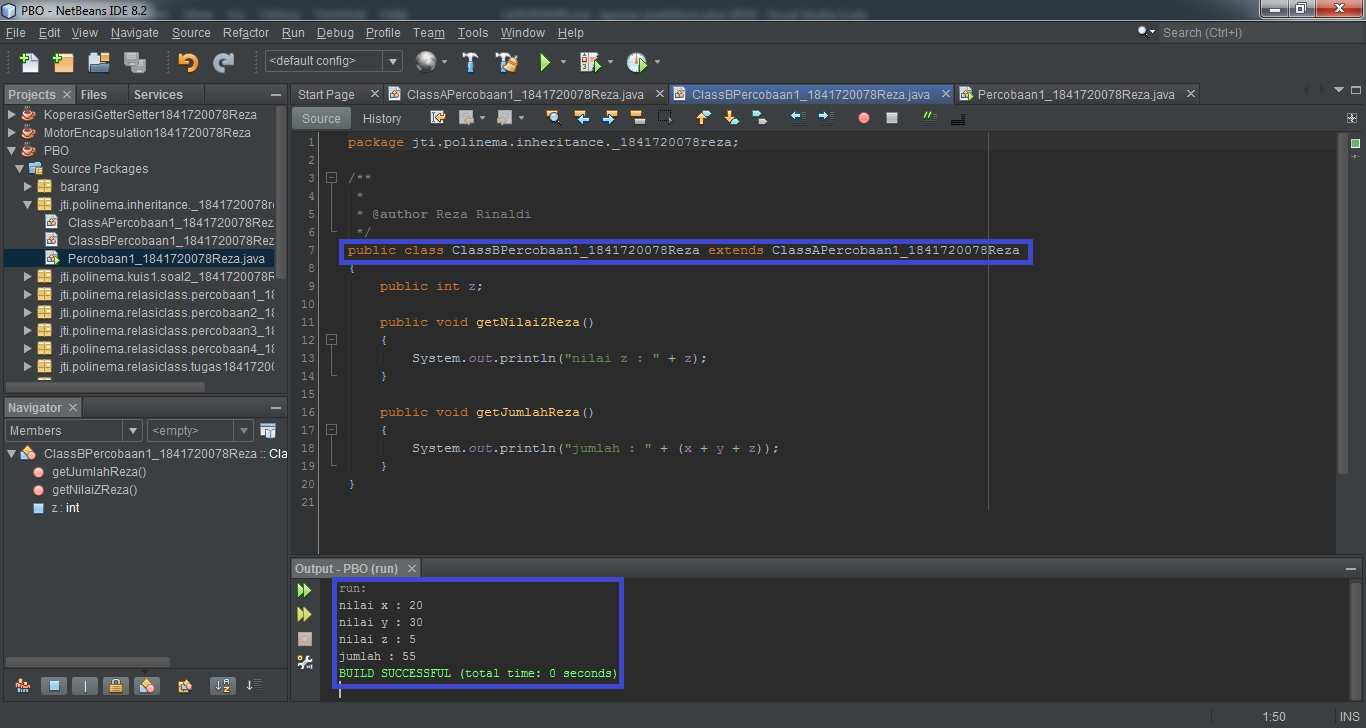 PBO - NetBeans IDE 8.2
File Edit View Navigate Source Refactor Run Debug Profile Team Tools Window Help
Search (Ctrl+I)
<default config>
Projects Files Services
KoperasiGetterSetter1841720078Reza
MotorEncapsulation1841720078Reza
PBO
Source Packages
barang
jti.polinema.inheritance._1841720078r
ClassAPercobaan1_1841720078Rez
ClassBPercobaan1_1841720078Rez
Percobaan1_1841720078Reza.java
jti.polinema.kuis1.soal2_1841720078R
jti.polinema.relasiclass.percobaan1_18
jti.polinema.relasiclass.percobaan2_18
jti.polinema.relasiclass.percobaan3_18
jti.polinema.relasiclass.percobaan4_18
jti.polinema.relasiclass.tugas18417200
Navigator
Members <empty>
ClassBPercobaan1_1841720078Reza :: Cla
getJumlahReza()
getNilaiZReza()
z : int
Start Page ClassAPercobaan1_1841720078Reza.java ClassBPercobaan1_1841720078Reza.java Percobaan1_1841720078Reza.java
Source History
1 package jti.polinema.inheritance._1841720078reza;
2
3 /**
4 *
5 * @author Reza Rinaldi
6 */
7 public class ClassBPercobaan1_1841720078Reza extends ClassAPercobaan1_1841720078Reza
8 {
9 public int z;
10
11 public void getNilaiZReza()
12 {
13 System.out.println("nilai z : " + z);
14 }
15
16 public void getJumlahReza()
17 {
18 System.out.println("jumlah : " + (x + y + z));
19 }
20 }
21
Output - PBO (run)
run:
nilai x : 20
nilai y : 30
nilai z : 5
jumlah : 55
BUILD SUCCESSFUL (total time: 0 seconds)
1:50 INS